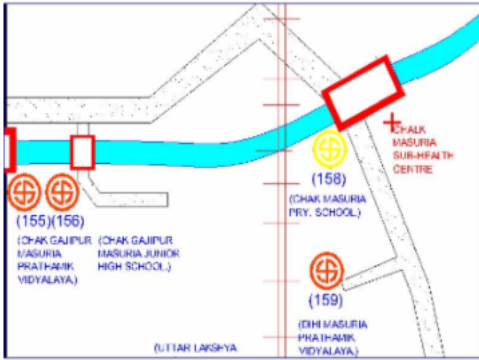 CHALK
MASURIA
SUB-HEALTH
CENTRE
(158)
(CHAK MASURIA
PRY. SCHOOL)
(155)(156)
(CHAK GAJIPUR
MASURIA
PRATHAMIK
VIDYALAYA)
(CHAK GAJIPUR
MASURIA JUNIOR
HIGH SCHOOL)
(159)
(DIHI MASURIA
PRATHAMIK
VIDYALAYA)
(UTTAR LAKSHYA